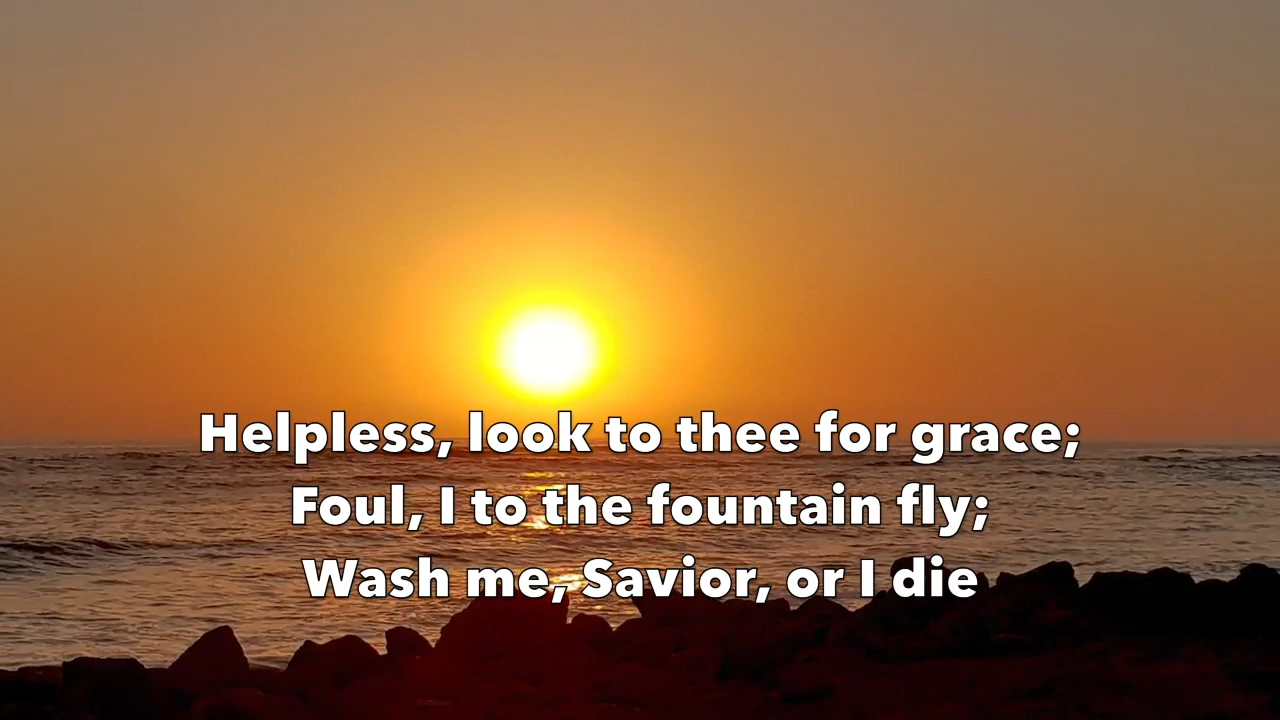 Helpless, look to thee for grace;
Foul, I to the fountain fly;
Wash me, Savior, or I die